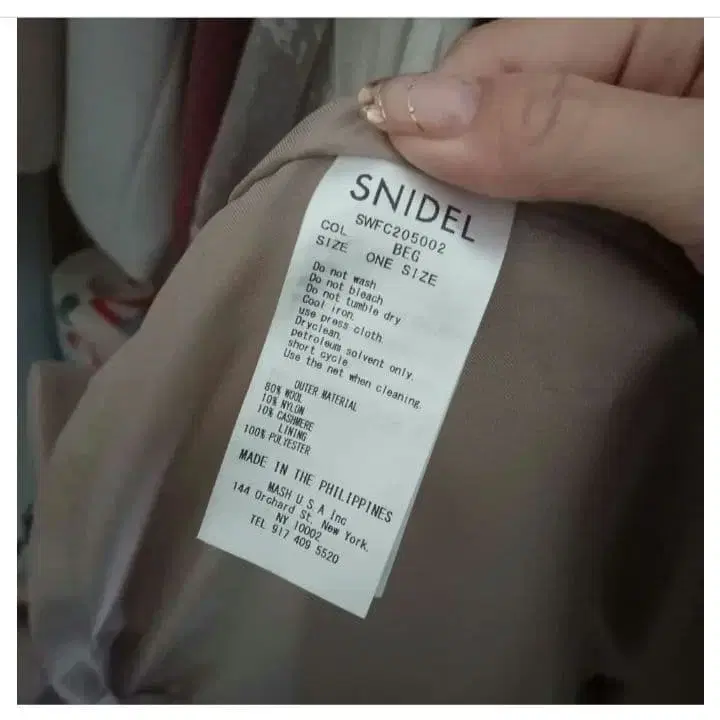 SNIDEL
SWFC205002
COL BEG
SIZE ONE SIZE
Do not wash
Do not bleach
Do not tumble dry
Cool iron.
use press cloth.
Dryclean.
petroleum solvent only.
short cycle
Use the net when cleaning.
OUTER MATERIAL
80% WOOL
10% NYLON
10% CASHMERE
LINING
100% POLYESTER
MADE IN THE PHILIPPINES
MASH U S A Inc
144 Orchard St. New York.
NY 10002
TEL 917 409 5520